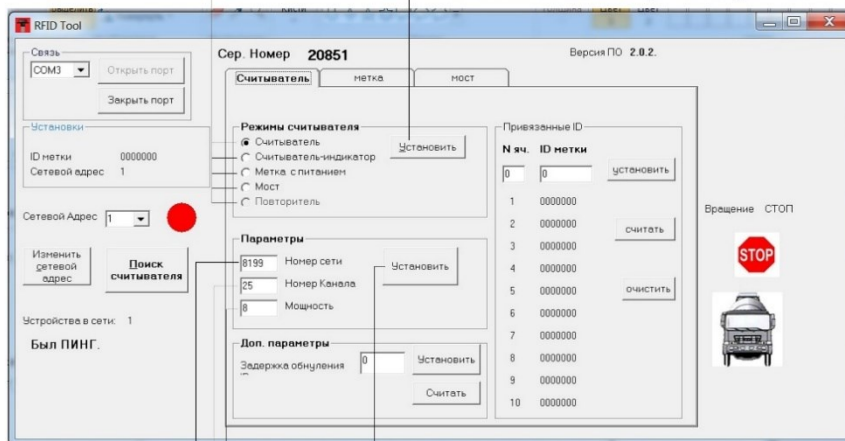 RFID Tool
Связь
COM3
Открыть порт
Закрыть порт
Установки
ID метки 0000000
Сетевой адрес 1
Сетевой Адрес 1
Изменить сетевой адрес
Поиск считывателя
Устройства в сети: 1
Был ПИНГ.
Сер. Номер 20851
Версия ПО 2.0.2.
Считыватель метка мост
Режимы считывателя
Считыватель
Считыватель-индикатор
Метка с питанием
Мост
Повторитель
Установить
Параметры
8199 Номер сети
25 Номер Канала
8 Мощность
Установить
Доп. параметры
Задержка обнуления
0
Установить
Считать
Привязанные ID
N яч. ID метки
0 0
установить
1 0000000
2 0000000
считать
3 0000000
4 0000000
5 0000000
очистить
6 0000000
7 0000000
8 0000000
9 0000000
10 0000000
Вращение СТОП
STOP